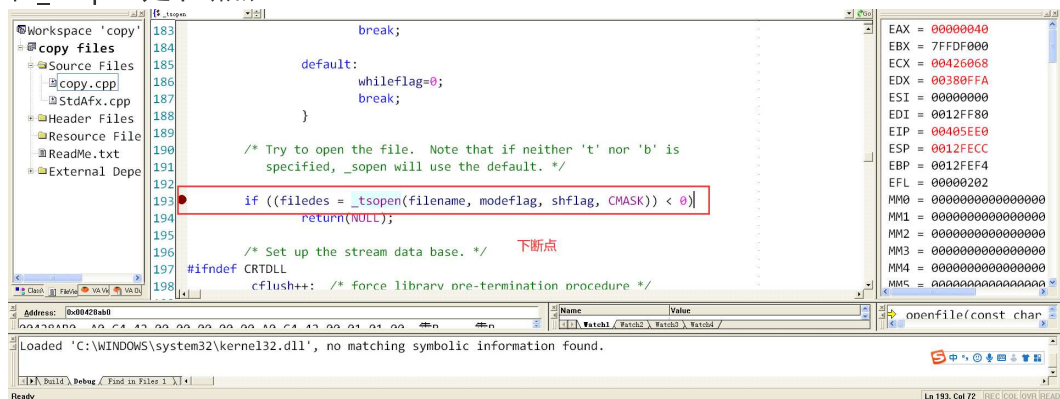 _tsopen
Go
Workspace 'copy'
copy files
Source Files
copy.cpp
StdAfx.cpp
Header Files
Resource File
ReadMe.txt
External Depe
183 break;
184
185 default:
186 whileflag=0;
187 break;
188 }
189
190 /* Try to open the file. Note that if neither 't' nor 'b' is
191 specified, _sopen will use the default. */
192
193 if ((filedes = _tsopen(filename, modeflag, shflag, CMASK)) < 0)
194 return(NULL);
195
196 /* Set up the stream data base. */
下断点
197 #ifndef CRTDLL
198 cflush++; /* force library pre-termination procedure */
EAX = 00000040
EBX = 7FFDF000
ECX = 00426068
EDX = 00380FFA
ESI = 00000000
EDI = 0012FF80
EIP = 00405EE0
ESP = 0012FECC
EBP = 0012FEF4
EFL = 00000202
MM0 = 0000000000000000
MM1 = 0000000000000000
MM2 = 0000000000000000
MM3 = 0000000000000000
MM4 = 0000000000000000
MM5 = 0000000000000000
Address: 0x00428ab0
Name Value
Watch1 Watch2 Watch3 Watch4
openfile(const char
Loaded 'C:\WINDOWS\system32\kernel32.dll', no matching symbolic information found.
中
Build Debug Find in Files 1
Ready
Ln 193, Col 72 REC COL OVR READ